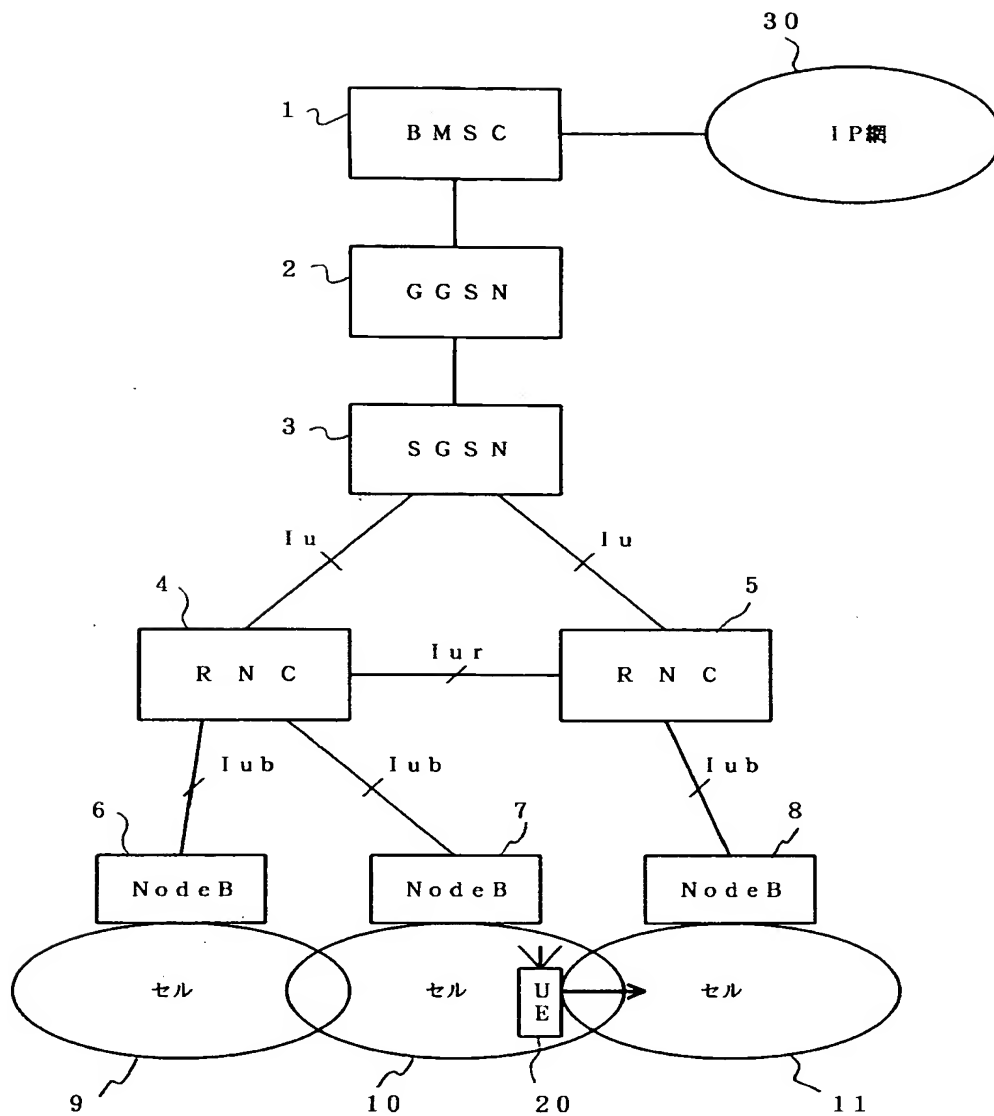 30
1
BMSC
IP網
2
GGSN
3
SGSN
Iu
Iu
4
5
RNC
Iur
RNC
Iub
Iub
Iub
6
7
8
NodeB
NodeB
NodeB
セル
セル
UE
セル
9
10
20
11